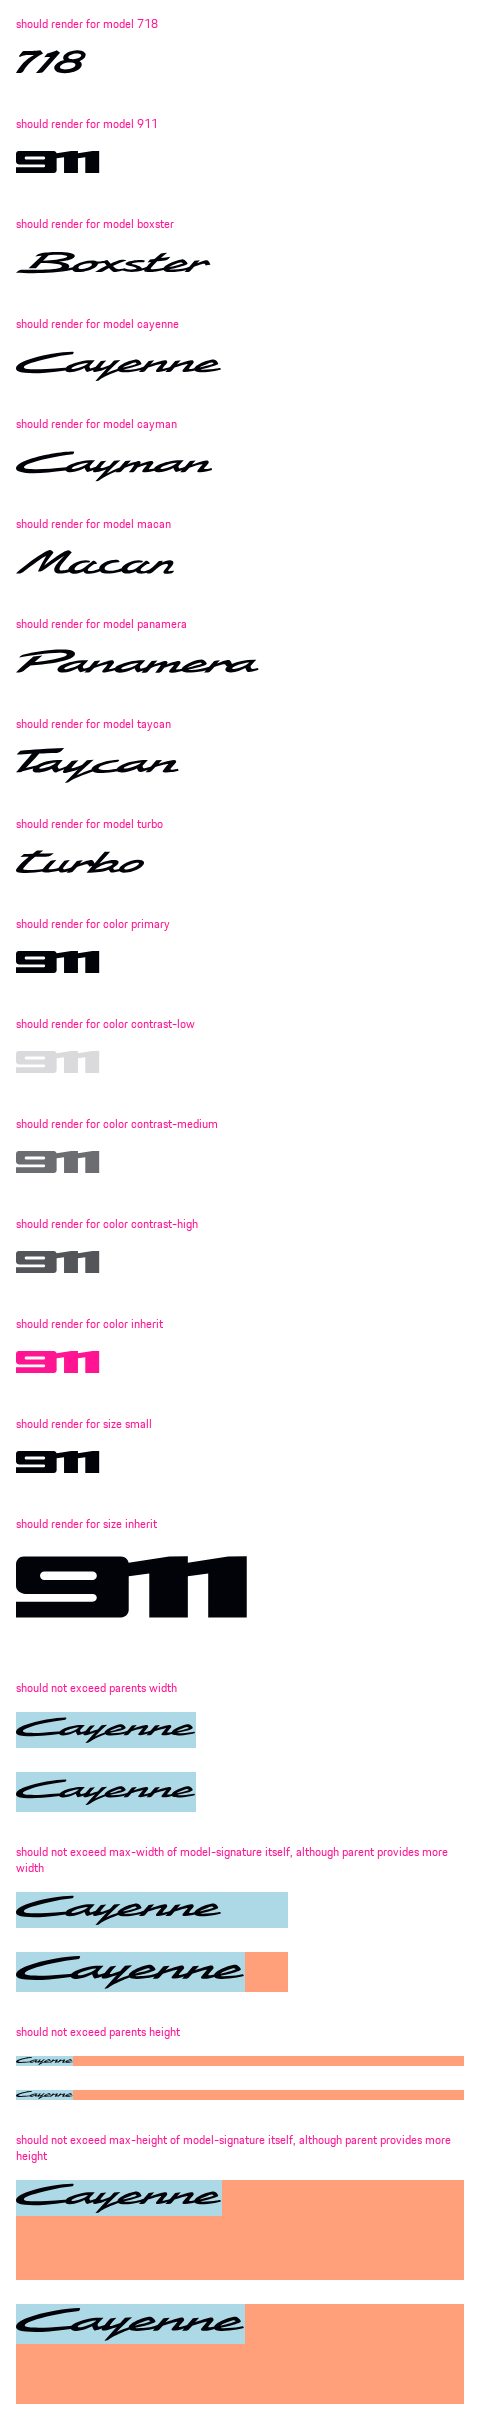 should render for model 718
718
should render for model 911
911
should render for model boxster
Boxster
should render for model cayenne
Cayenne
should render for model cayman
Cayman
should render for model macan
Macan
should render for model panamera
Panamera
should render for model taycan
Taycan
should render for model turbo
turbo
should render for color primary
911
should render for color contrast-low
911
should render for color contrast-medium
911
should render for color contrast-high
911
should render for color inherit
911
should render for size small
911
should render for size inherit
911
should not exceed parents width
Cayenne
Cayenne
should not exceed max-width of model-signature itself, although parent provides more
width
Cayenne
Cayenne
should not exceed parents height
Cayenne
Cayenne
should not exceed max-height of model-signature itself, although parent provides more
height
Cayenne
Cayenne